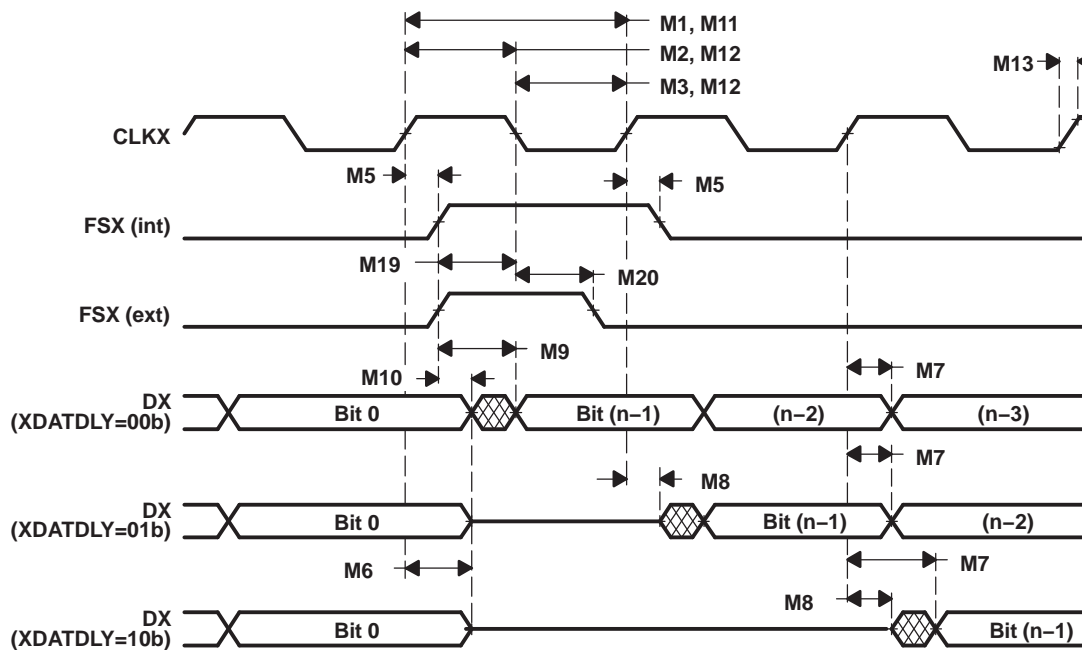 M1, M11
M2, M12
M13
M3, M12
CLKX
M5
M5
FSX (int)
M19
M20
FSX (ext)
M9
M10
M7
DX
(XDATDLY=00b)
Bit 0
Bit (n−1)
(n−2)
(n−3)
M7
M8
DX
(XDATDLY=01b)
Bit 0
Bit (n−1)
(n−2)
M6
M7
M8
DX
(XDATDLY=10b)
Bit 0
Bit (n−1)